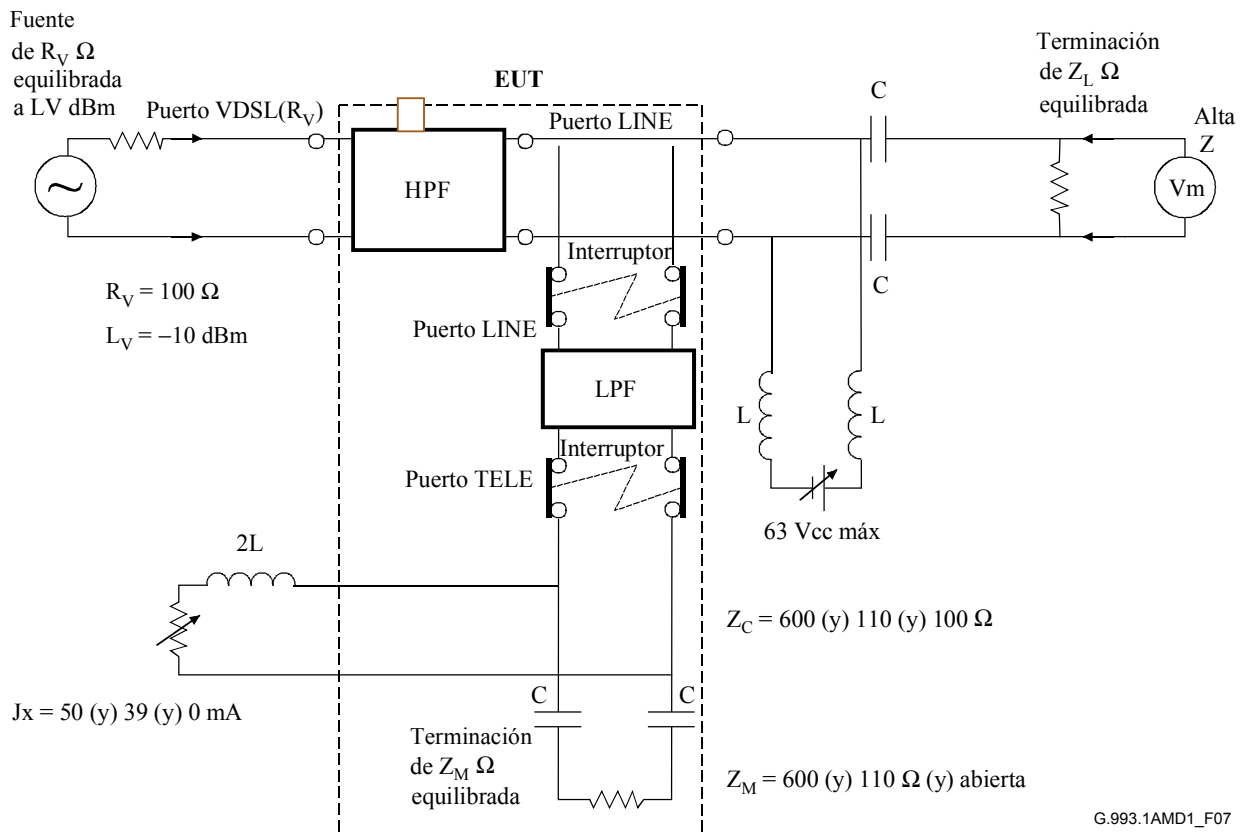 Fuente
de R_V Ω
equilibrada
a LV dBm
Puerto VDSL(R_V)
EUT
Puerto LINE
C
Terminación
de Z_L Ω
equilibrada
Alta
Z
HPF
Vm
C
Interruptor
R_V = 100 Ω
L_V = –10 dBm
Puerto LINE
LPF
L
L
Interruptor
Puerto TELE
63 Vcc máx
2L
Z_C = 600 (y) 110 (y) 100 Ω
Jx = 50 (y) 39 (y) 0 mA
C
C
Terminación
de Z_M Ω
equilibrada
Z_M = 600 (y) 110 Ω (y) abierta
G.993.1AMD1_F07